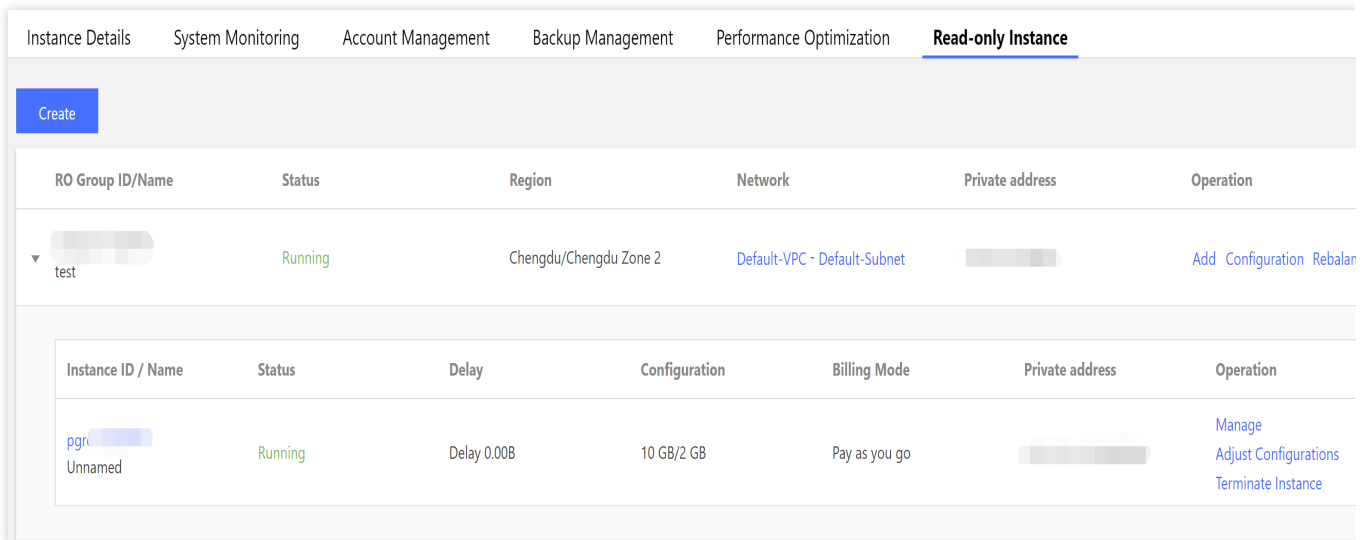 Instance Details System Monitoring Account Management Backup Management Performance Optimization Read-only Instance
Create
RO Group ID/Name Status Region Network Private address Operation
test Running Chengdu/Chengdu Zone 2 Default-VPC - Default-Subnet Add Configuration Rebalan
Instance ID / Name Status Delay Configuration Billing Mode Private address Operation
Manage
pgr
Unnamed Running Delay 0.00B 10 GB/2 GB Pay as you go Adjust Configurations
Terminate Instance